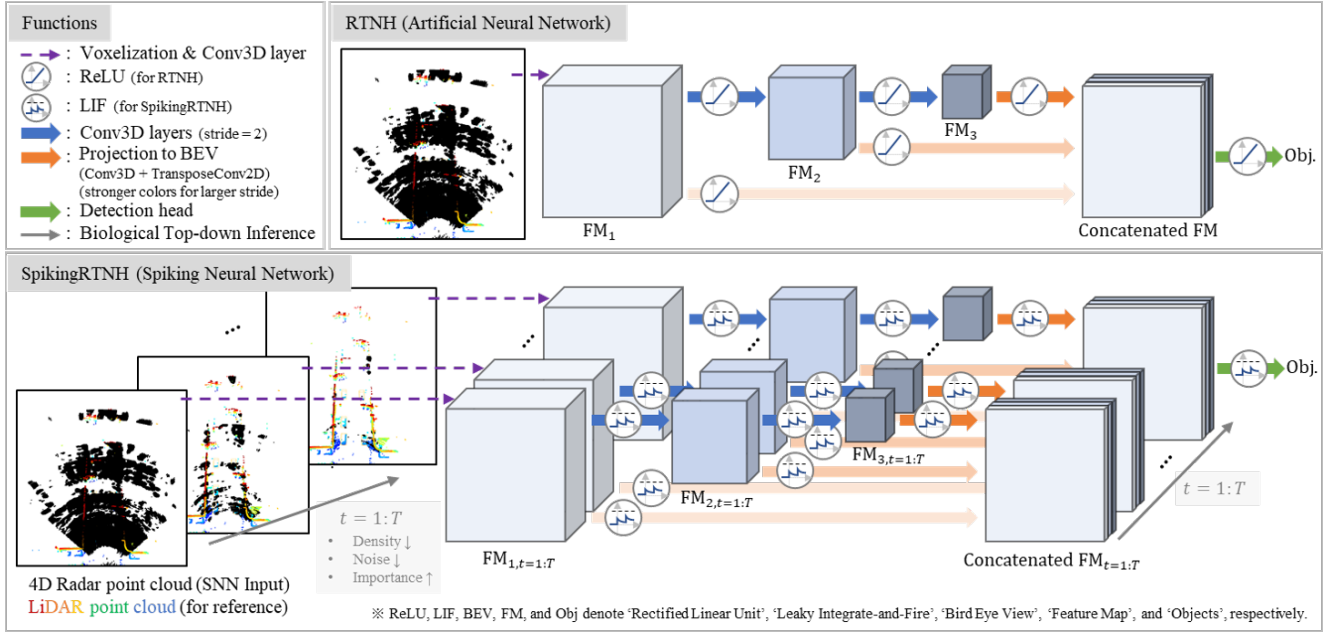 Functions
: Voxelization & Conv3D layer
: ReLU (for RTNH)
: LIF (for SpikingRTNH)
: Conv3D layers (stride = 2)
: Projection to BEV
(Conv3D + TransposeConv2D)
(stronger colors for larger stride)
: Detection head
: Biological Top-down Inference
RTNH (Artificial Neural Network)
FM1
FM2
FM3
Concatenated FM
Obj.
SpikingRTNH (Spiking Neural Network)
t = 1:T
• Density ↓
• Noise ↓
• Importance ↑
4D Radar point cloud (SNN Input)
LiDAR point cloud (for reference)
FM1,t=1:T
FM2,t=1:T
FM3,t=1:T
Concatenated FMt=1:T
t = 1:T
Obj.
※ ReLU, LIF, BEV, FM, and Obj denote ‘Rectified Linear Unit’, ‘Leaky Integrate-and-Fire’, ‘Bird Eye View’, ‘Feature Map’, and ‘Objects’, respectively.